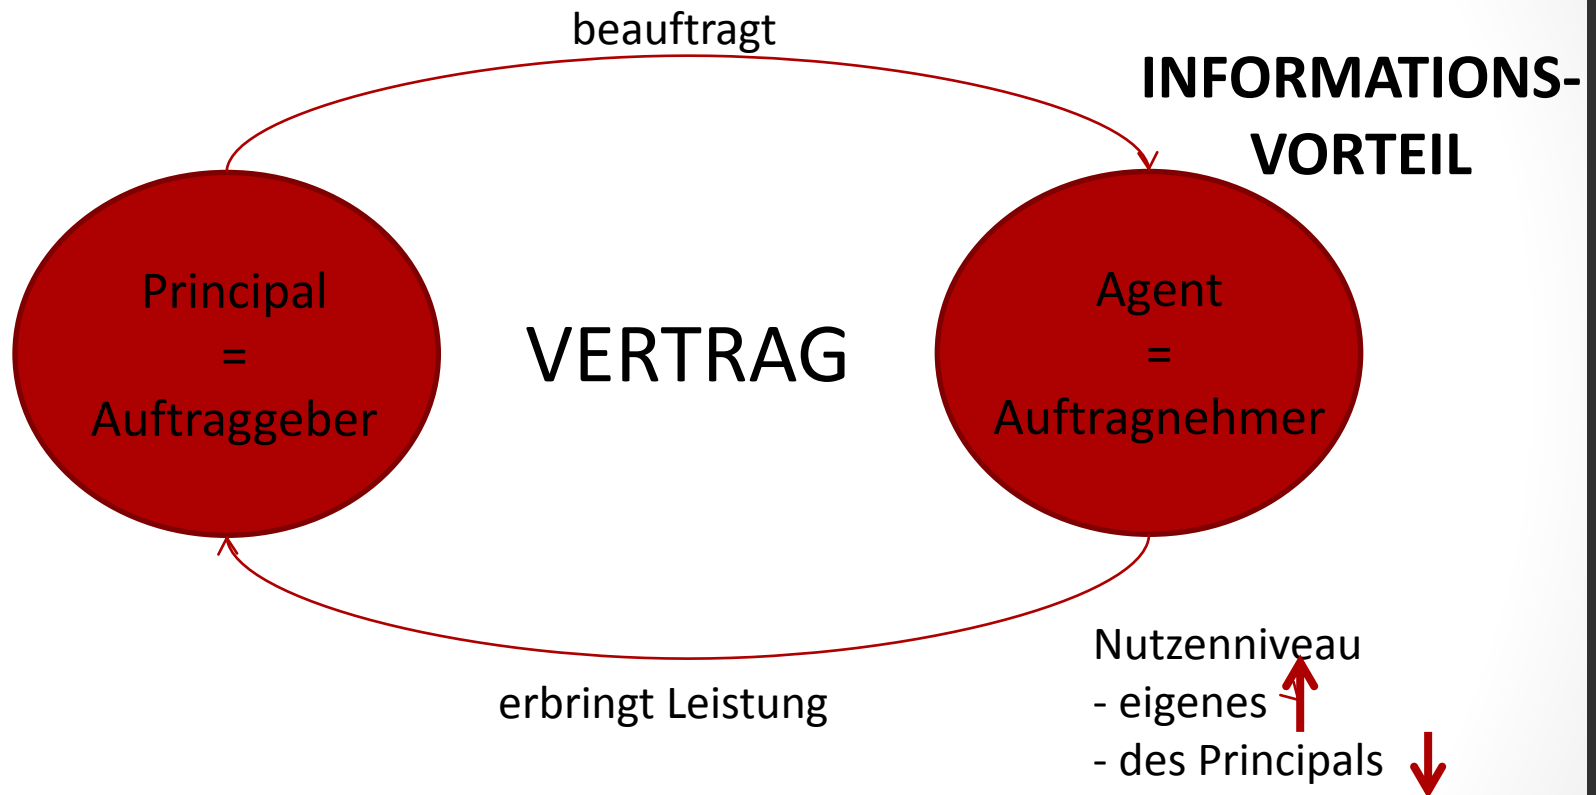 beauftragt
INFORMATIONS-
VORTEIL
Principal
=
Auftraggeber
VERTRAG
Agent
=
Auftragnehmer
erbringt Leistung
Nutzenniveau
- eigenes
- des Principals